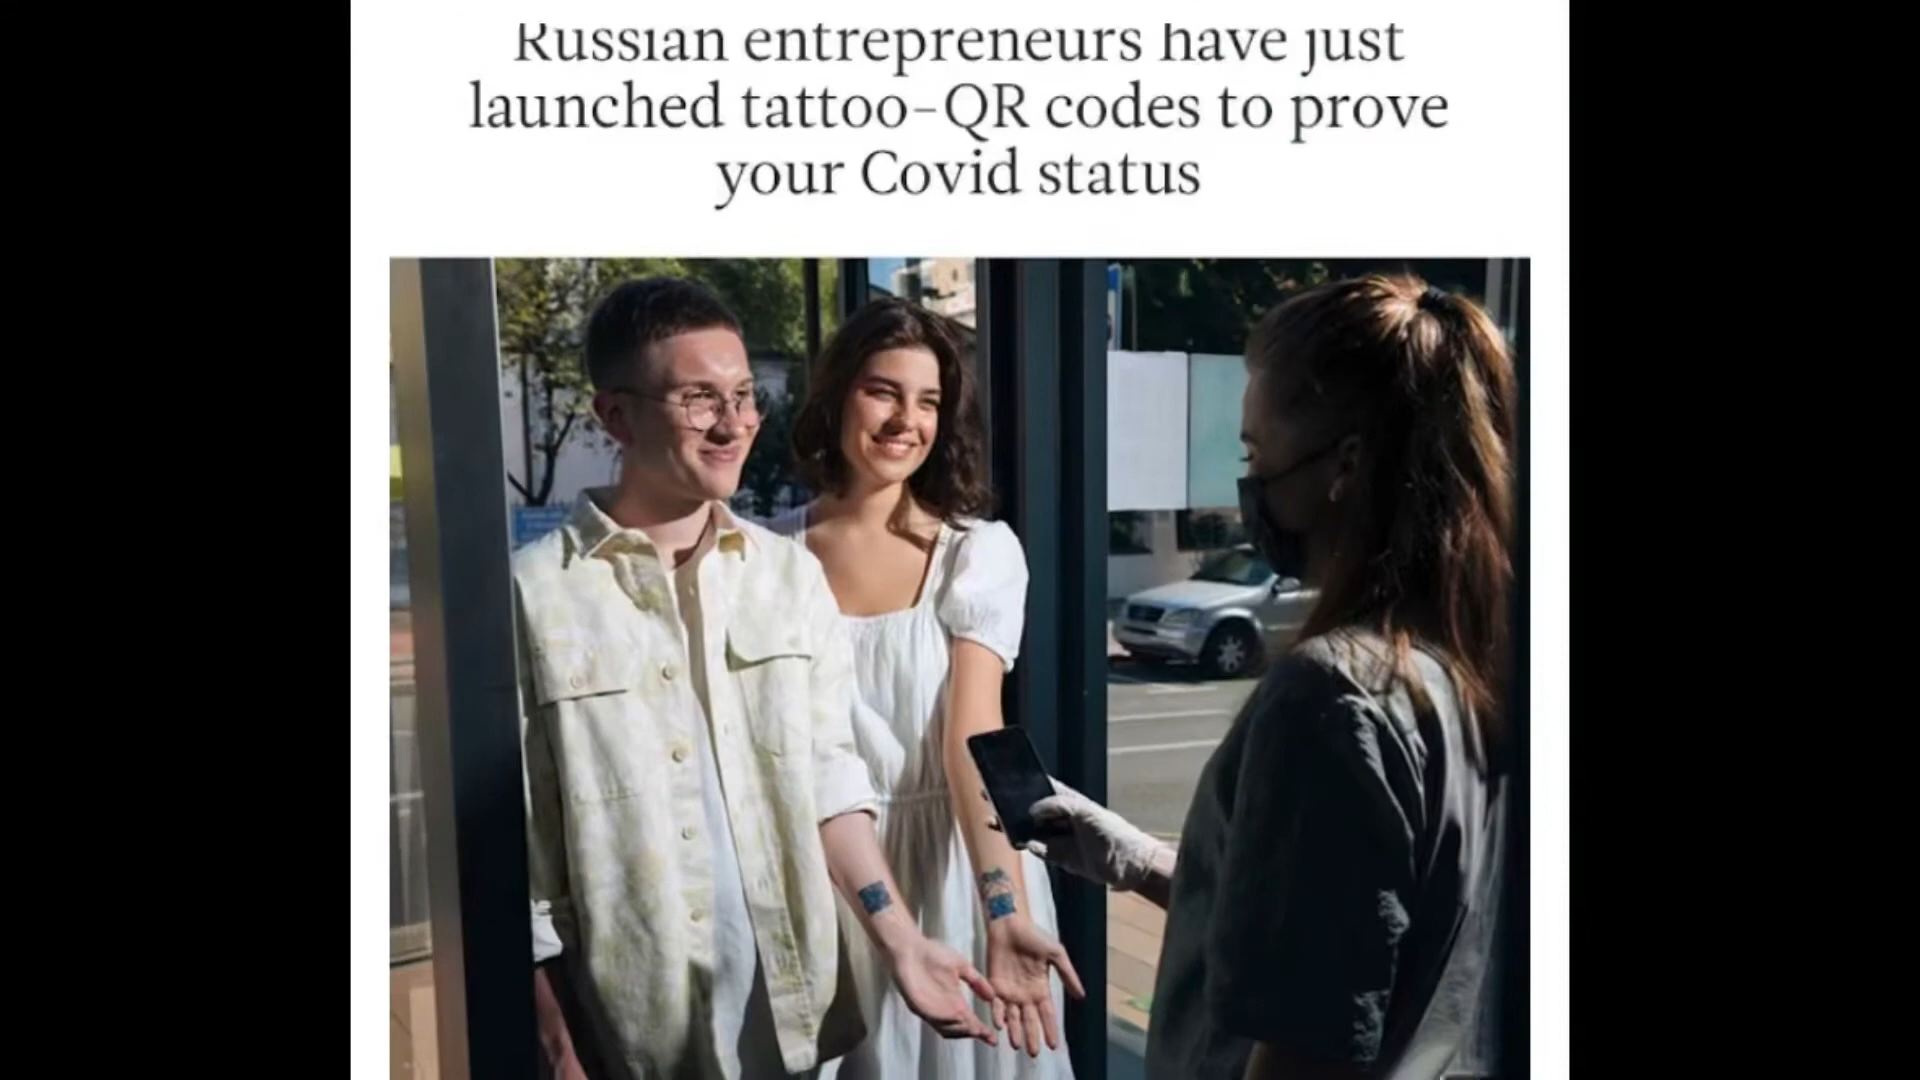 Russian entrepreneurs have just
launched tattoo-QR codes to prove
your Covid status